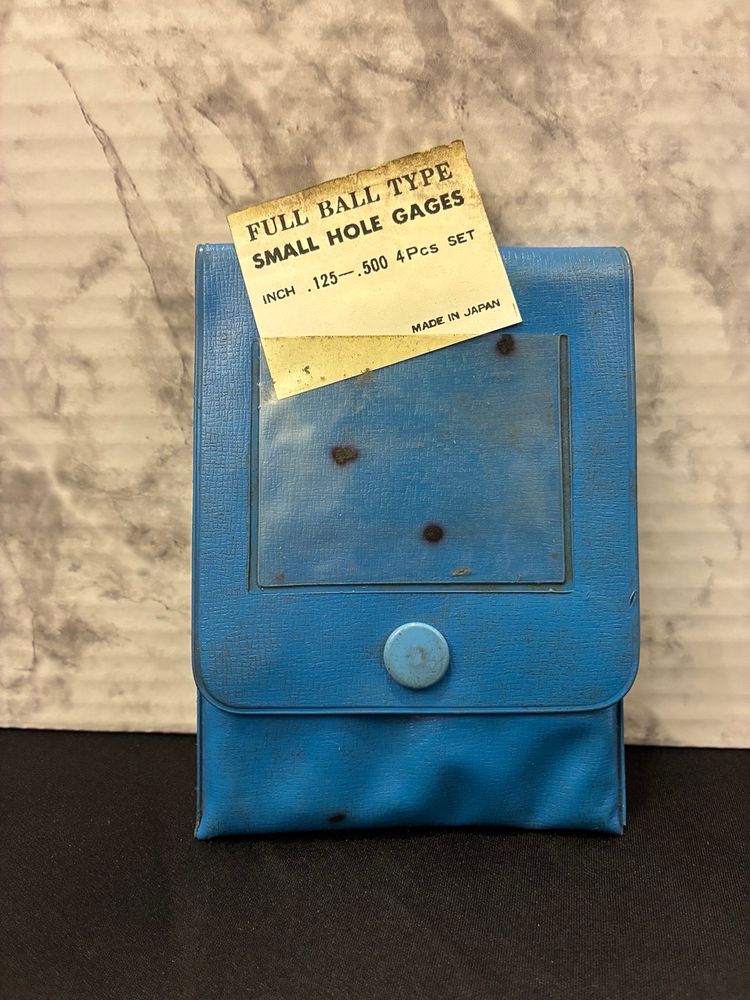 FULL BALL TYPE
SMALL HOLE GAGES
INCH .125—.500 4Pcs SET
MADE IN JAPAN